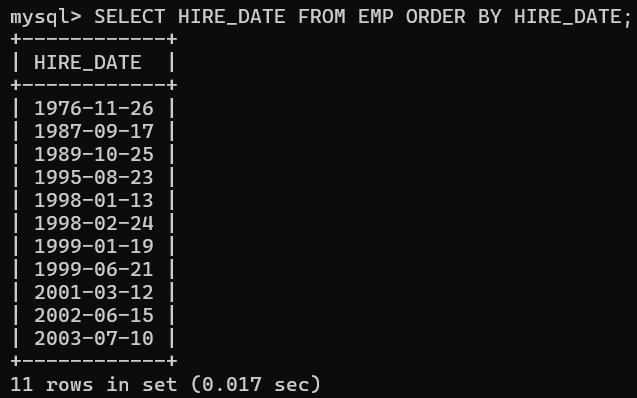 mysql> SELECT HIRE_DATE FROM EMP ORDER BY HIRE_DATE;
+------------+
| HIRE_DATE  |
+------------+
| 1976-11-26 |
| 1987-09-17 |
| 1989-10-25 |
| 1995-08-23 |
| 1998-01-13 |
| 1998-02-24 |
| 1999-01-19 |
| 1999-06-21 |
| 2001-03-12 |
| 2002-06-15 |
| 2003-07-10 |
+------------+
11 rows in set (0.017 sec)